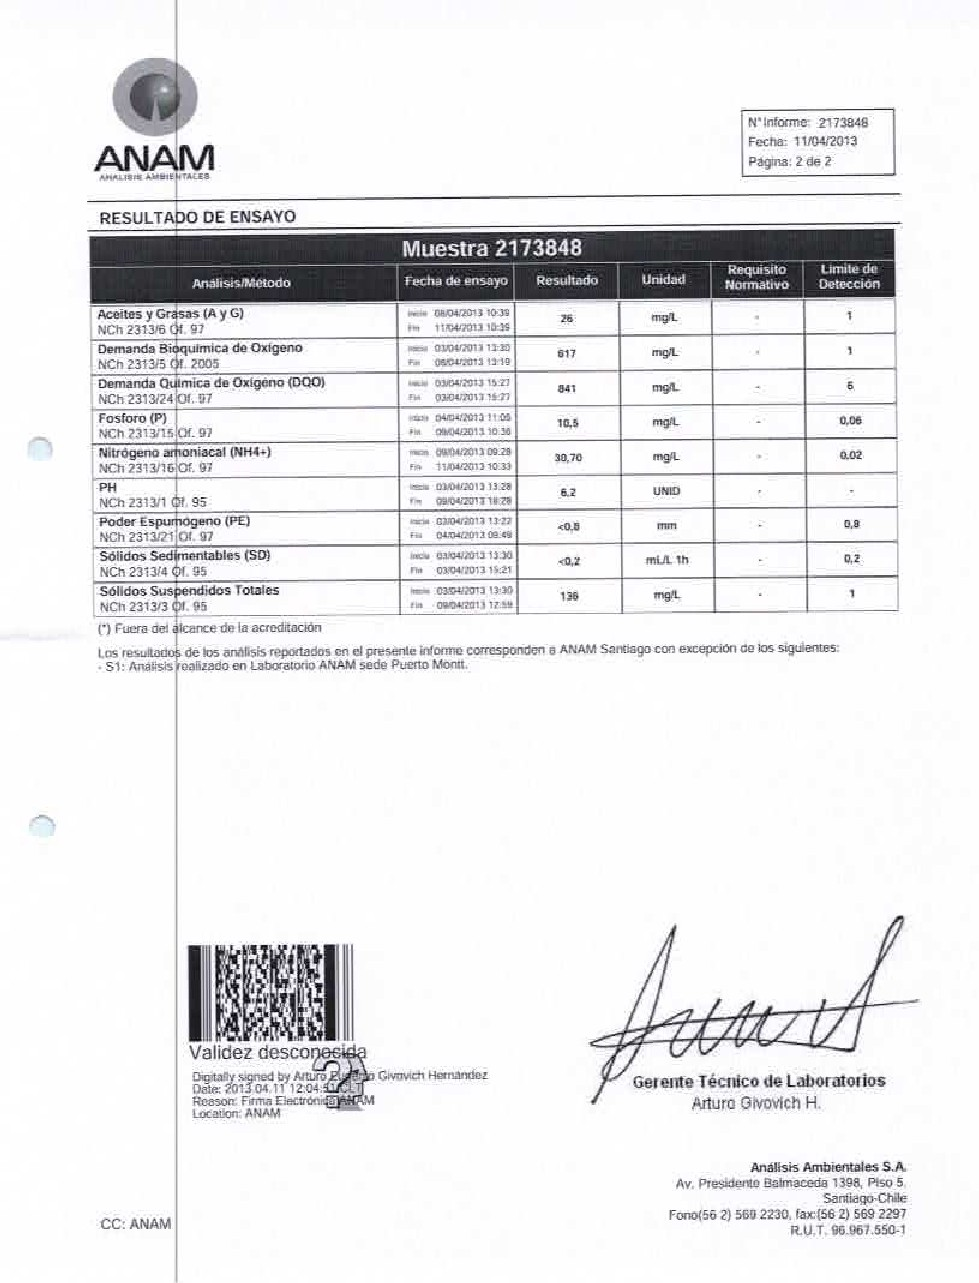 ANAM
ANALISIS AMBIENTALES
N° Informe: 2173848
Fecha: 11/04/2013
Página: 2 de 2
RESULTADO DE ENSAYO
Muestra 2173848
Análisis/Método Fecha de ensayo Resultado Unidad Requisito Normativo Límite de Detección
Aceites y Grasas (A y G) Inicio 08/04/2013 10:39 26 mg/L - 1
NCh 2313/6 Of. 97 Fin 11/04/2013 10:35
Demanda Bioquímica de Oxígeno Inicio 03/04/2013 13:30 617 mg/L - 1
NCh 2313/5 Of. 2005 Fin 08/04/2013 13:19
Demanda Química de Oxígeno (DQO) Inicio 03/04/2013 15:27 841 mg/L - 6
NCh 2313/24 Of. 97 Fin 03/04/2013 15:27
Fosforo (P) Inicio 04/04/2013 11:06 10,5 mg/L - 0,06
NCh 2313/15 Of. 97 Fin 09/04/2013 10:36
Nitrógeno amoniacal (NH4+) Inicio 09/04/2013 09:28 30,70 mg/L - 0,02
NCh 2313/16 Of. 97 Fin 11/04/2013 10:33
PH Inicio 03/04/2013 13:28 6,2 UNID - -
NCh 2313/1 Of. 95 Fin 09/04/2013 18:28
Poder Espumógeno (PE) Inicio 03/04/2013 13:22 <0,8 mm - 0,8
NCh 2313/21 Of. 97 Fin 04/04/2013 09:49
Sólidos Sedimentables (SD) Inicio 03/04/2013 13:30 <0,2 mL/L 1h - 0,2
NCh 2313/4 Of. 95 Fin 03/04/2013 15:21
Sólidos Suspendidos Totales Inicio 03/04/2013 13:30 136 mg/L - 1
NCh 2313/3 Of. 95 Fin 09/04/2013 12:59
(*) Fuera del alcance de la acreditación
Los resultados de los análisis reportados en el presente informe corresponden a ANAM Santiago con excepción de los siguientes:
- S1: Análisis realizado en Laboratorio ANAM sede Puerto Montt.
Validez desconocida
Digitally signed by Arturo Givovich Hernández
Date: 2013.04.11 12:04
Reason: Firma Electrónica ANAM
Location: ANAM
Gerente Técnico de Laboratorios
Arturo Givovich H.
Análisis Ambientales S.A.
Av. Presidente Balmaceda 1398, Piso 5.
Santiago-Chile
Fono(56 2) 569 2230, fax:(56 2) 569 2297
R.U.T. 96.967.550-1
CC: ANAM